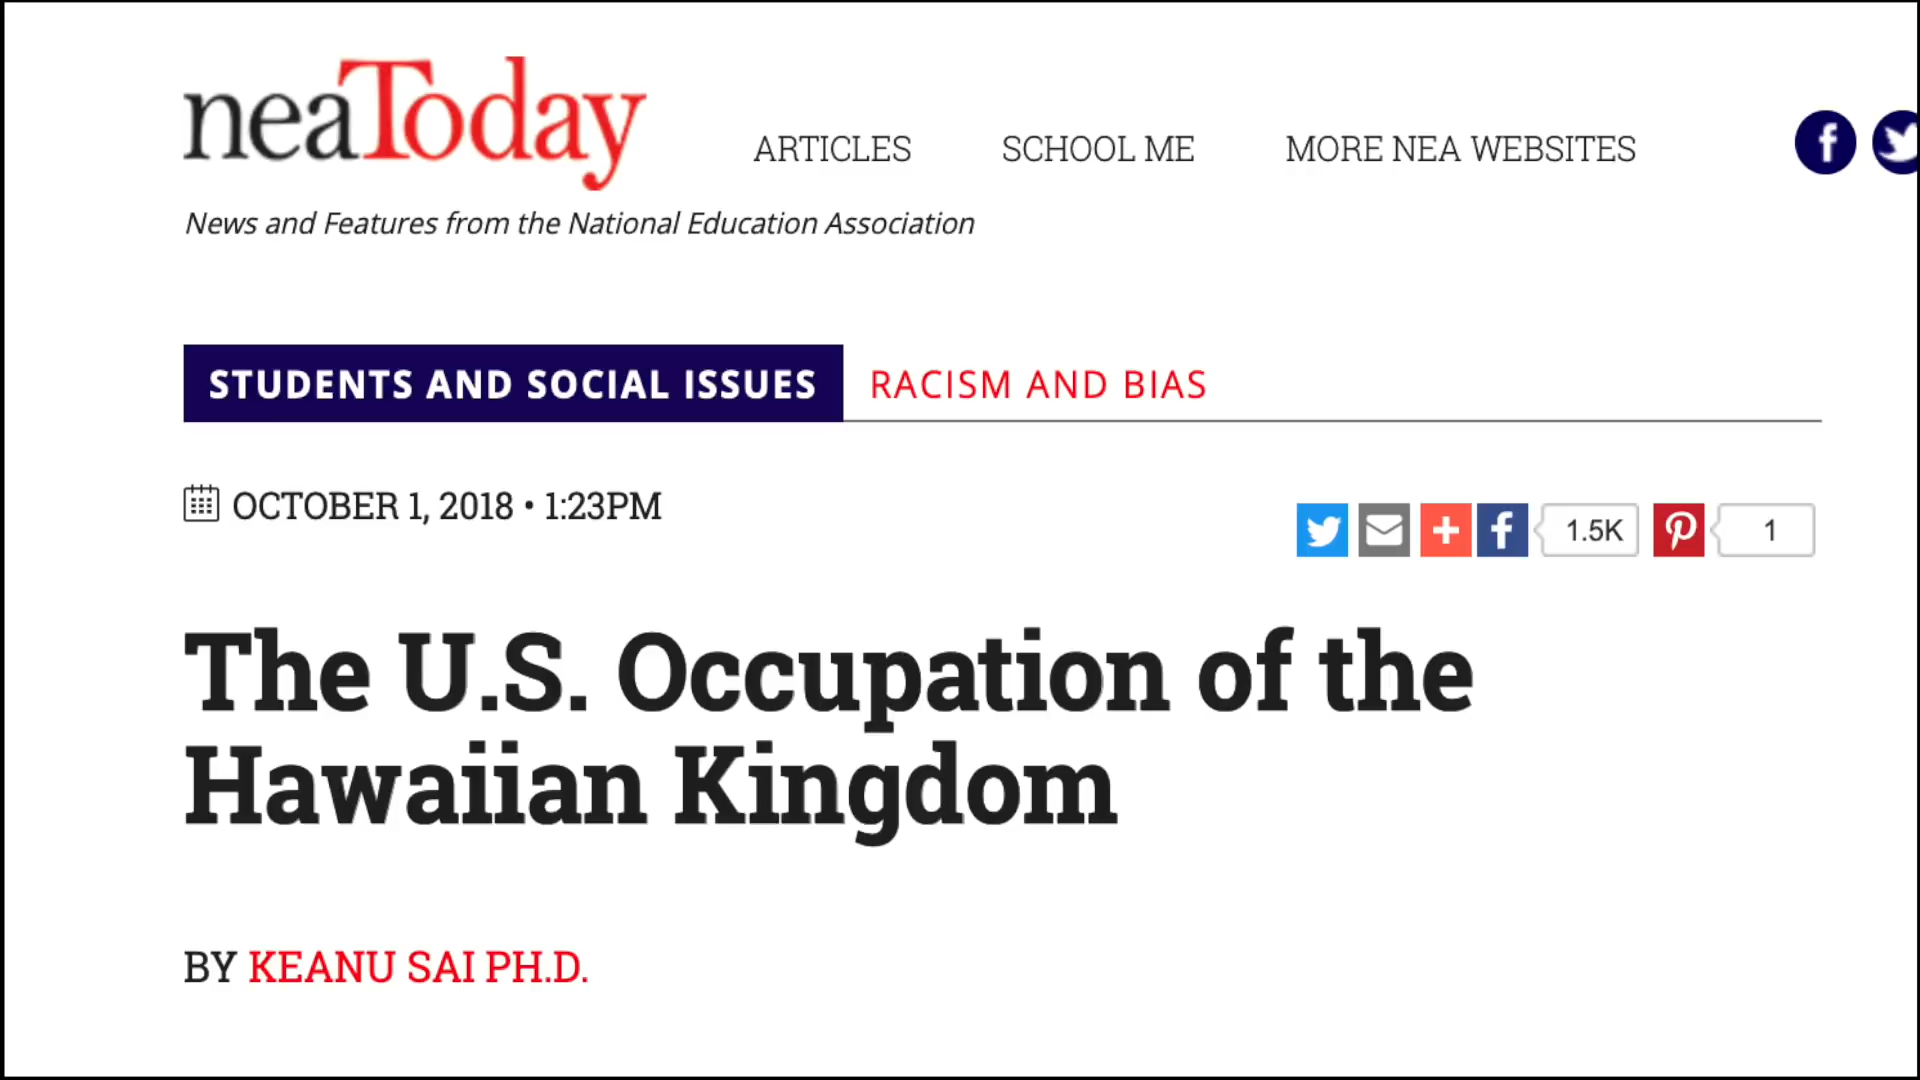 neaToday
ARTICLES
SCHOOL ME
MORE NEA WEBSITES
News and Features from the National Education Association
STUDENTS AND SOCIAL ISSUES
RACISM AND BIAS
OCTOBER 1, 2018 • 1:23PM
1.5K
1
The U.S. Occupation of the
Hawaiian Kingdom
BY KEANU SAI PH.D.